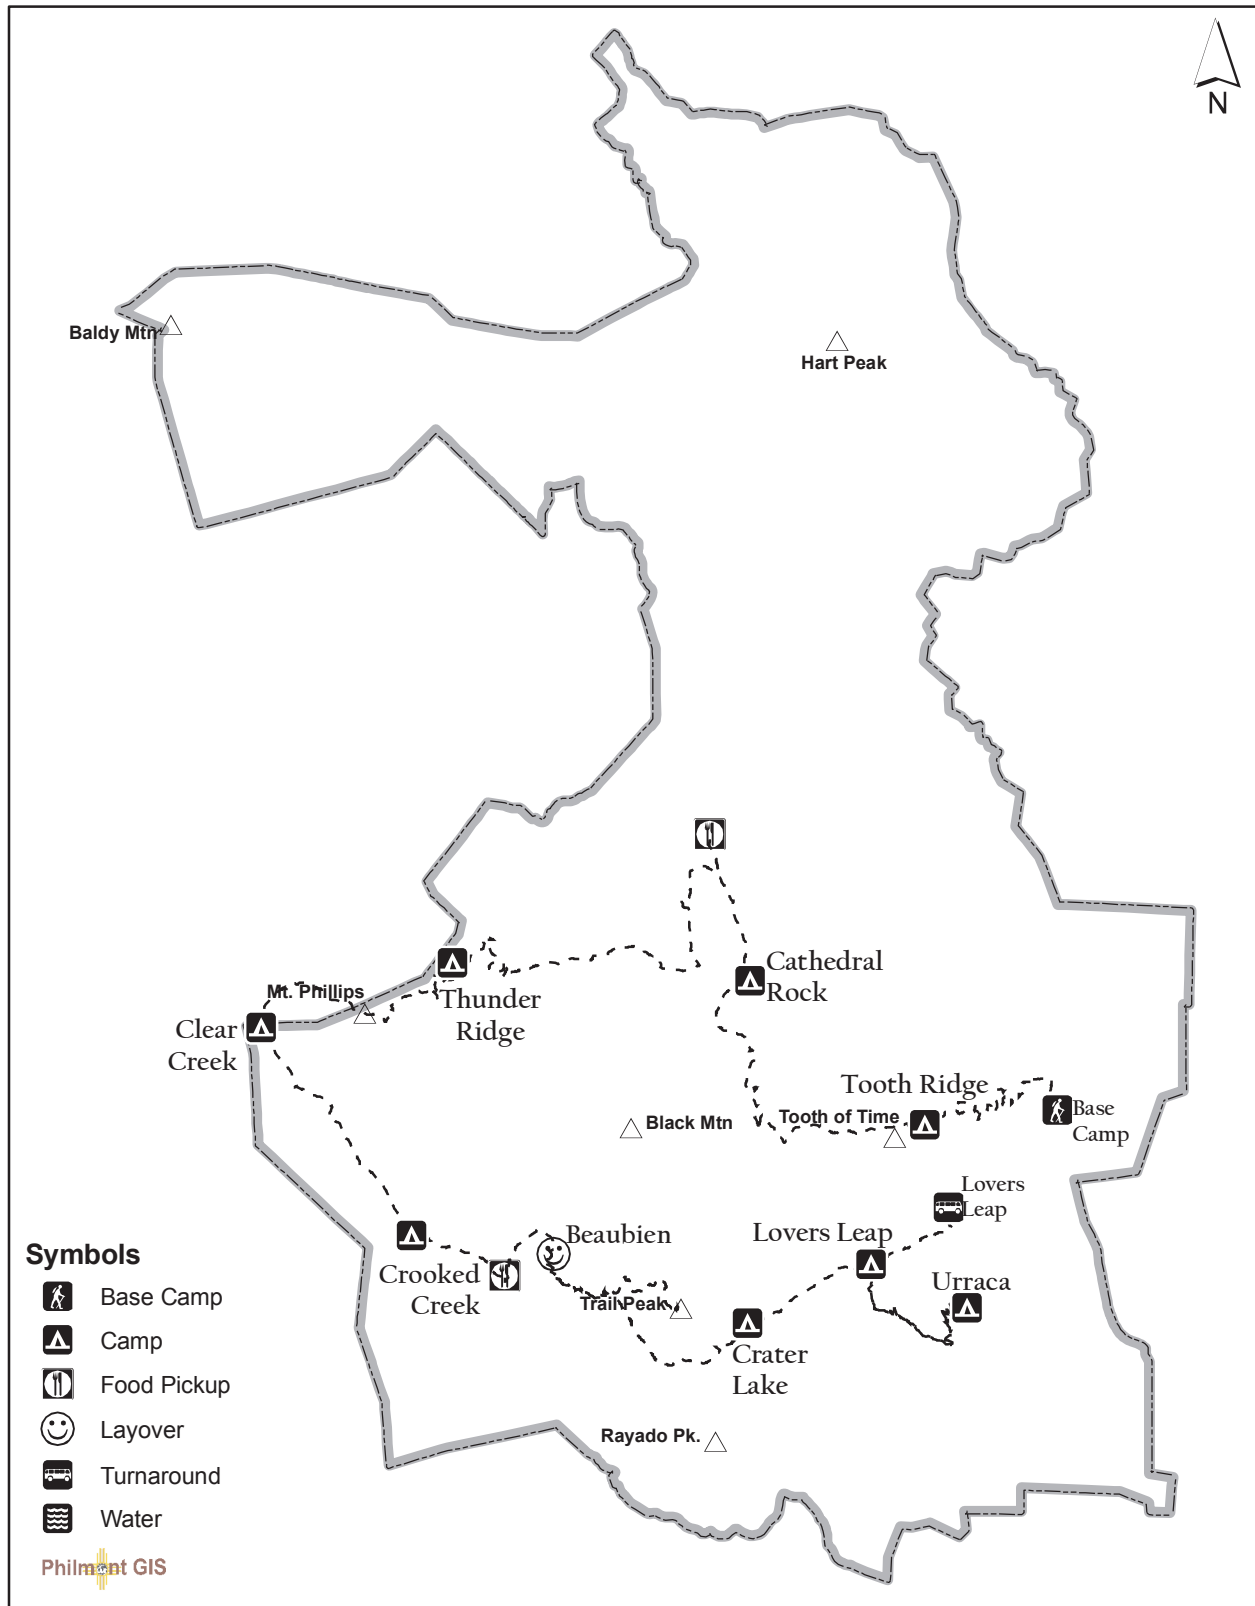 N
Baldy Mtn
Hart Peak
Cathedral
Rock
Mt. Phillips
Thunder
Ridge
Clear
Creek
Tooth Ridge
Base
Camp
Black Mtn
Tooth of Time
Lovers
Leap
Beaubien
Lovers Leap
Crooked
Creek
Urraca
Trail Peak
Crater
Lake
Rayado Pk.
Symbols
Base Camp
Camp
Food Pickup
Layover
Turnaround
Water
Philmont GIS